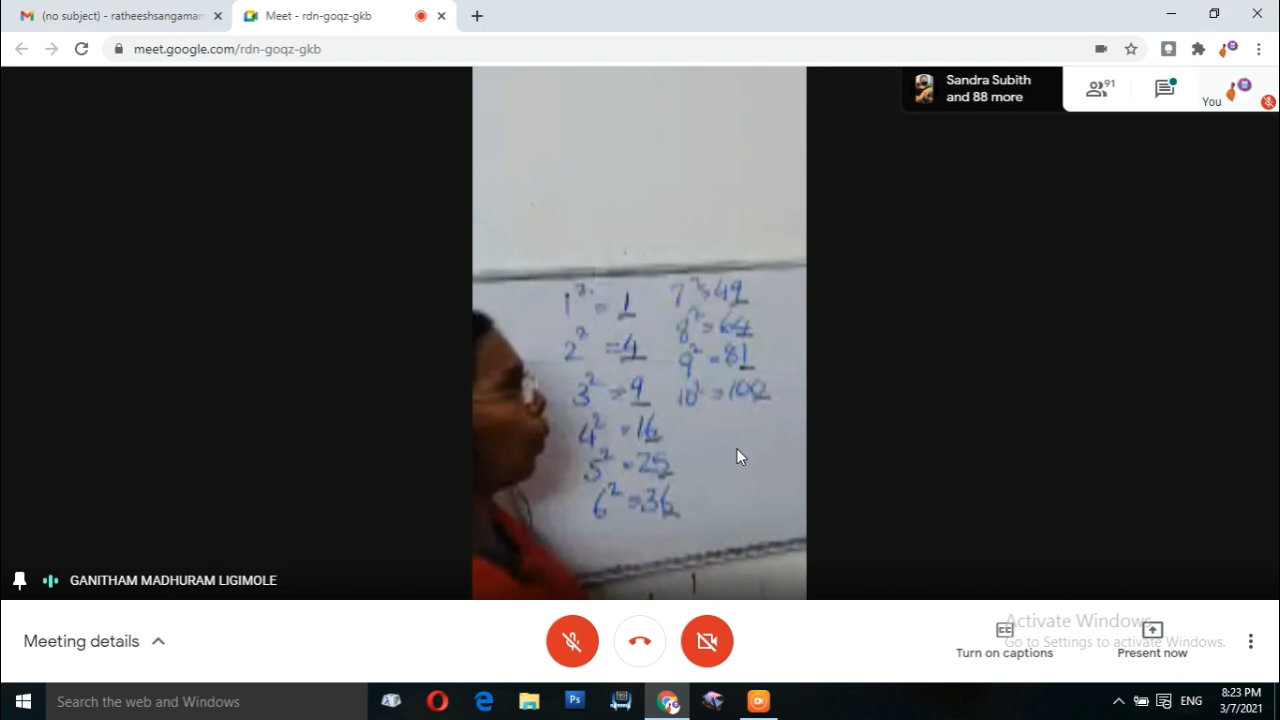 (no subject) - ratheeshsangamam
Meet - rdn-goqz-gkb
meet.google.com/rdn-goqz-gkb
Sandra Subith
and 88 more
91
You
1² = 1
2² = 4
3² = 9
4² = 16
5² = 25
6² = 36
7² = 49
8² = 64
9² = 81
10² = 100
GANITHAM MADHURAM LIGIMOLE
Meeting details
CC
Turn on captions
Present now
Activate Windows
Go to Settings to activate Windows.
Search the web and Windows
Ps
ENG
8:23 PM
3/7/2021